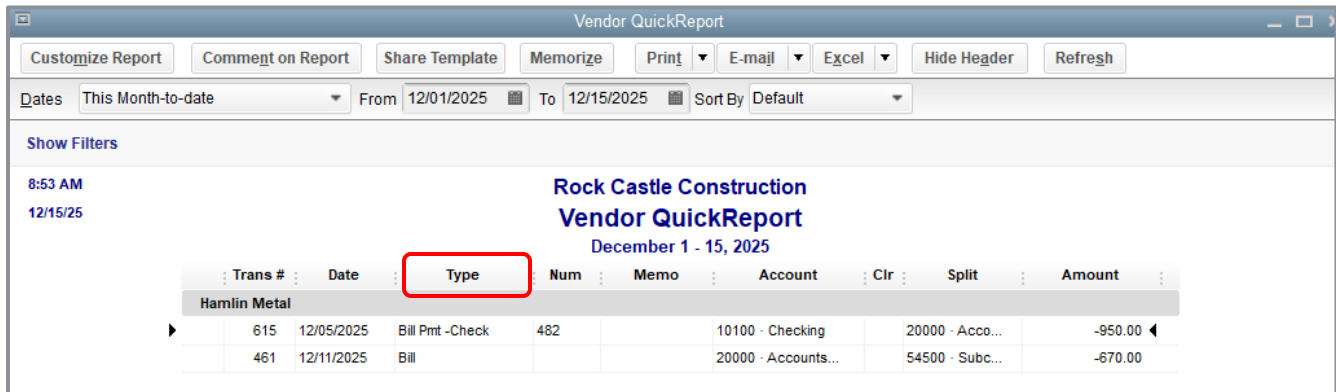 Vendor QuickReport
Customize Report Comment on Report Share Template Memorize Print E-mail Excel Hide Header Refresh
Dates This Month-to-date From 12/01/2025 To 12/15/2025 Sort By Default
Show Filters
8:53 AM
12/15/25
Rock Castle Construction
Vendor QuickReport
December 1 - 15, 2025
Trans # Date Type Num Memo Account Clr Split Amount
Hamlin Metal
615 12/05/2025 Bill Pmt -Check 482 10100 · Checking 20000 · Acco... -950.00
461 12/11/2025 Bill 20000 · Accounts... 54500 · Subc... -670.00